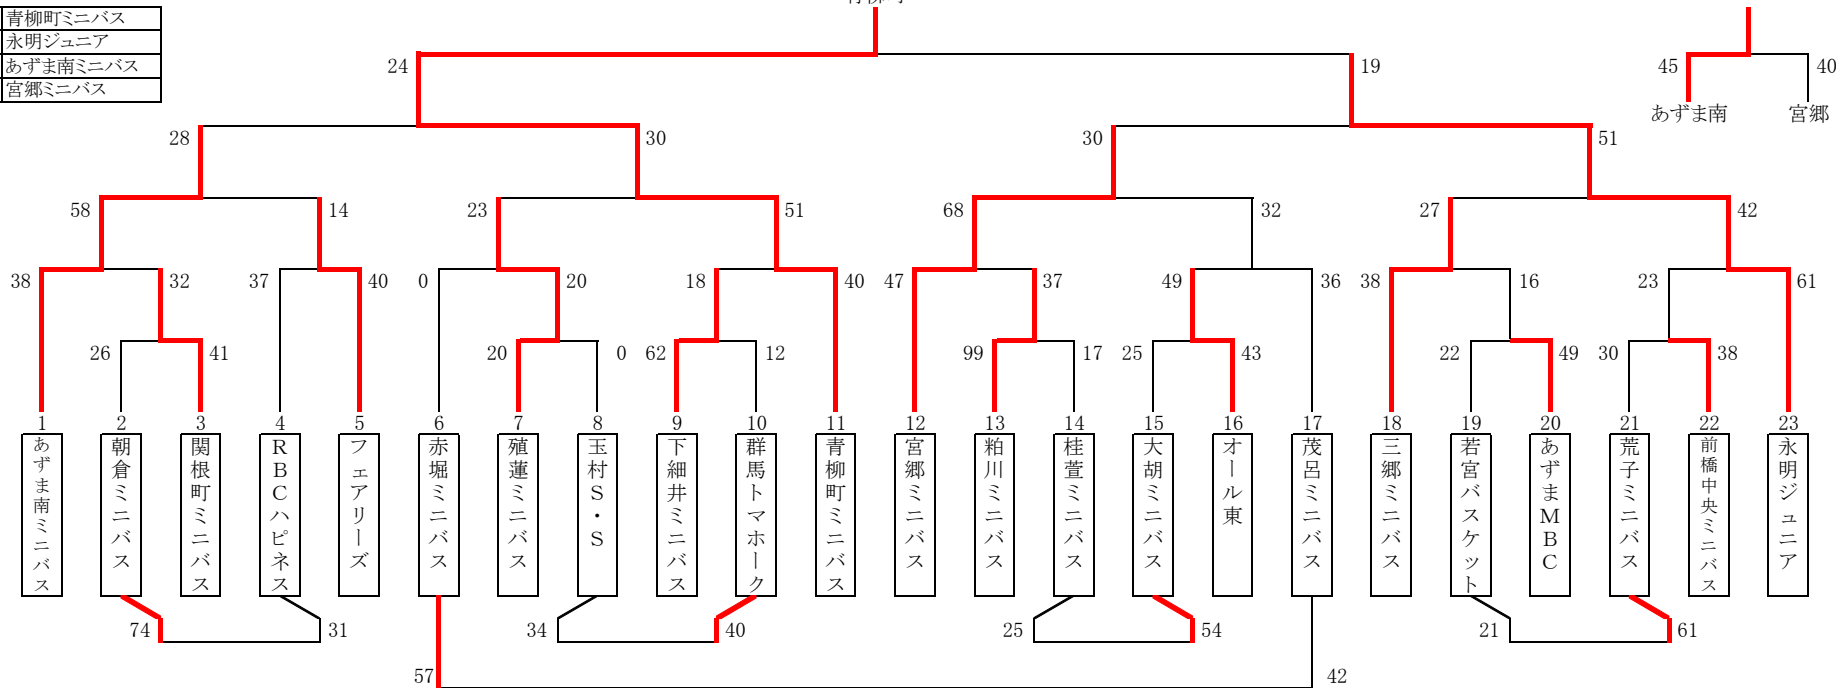 青柳町ミニバス
永明ジュニア
あずま南ミニバス
宮郷ミニバス
24 19 45 40
あずま南 宮郷
28 30 30 51
58 14 23 51 68 32 27 42
38 32 37 40 0 20 18 40 47 37 49 36 38 16 23 61
26 41 20 0 62 12 99 17 25 43 22 49 30 38
1 2 3 4 5 6 7 8 9 10 11 12 13 14 15 16 17 18 19 20 21 22 23
あずま南ミニバス
朝倉ミニバス
関根町ミニバス
RBCハピネス
フェアリーズ
赤堀ミニバス
殖蓮ミニバス
玉村S・S
下細井ミニバス
群馬トマホーク
青柳町ミニバス
宮郷ミニバス
粕川ミニバス
桂萱ミニバス
大胡ミニバス
オール東
茂呂ミニバス
三郷ミニバス
若宮バスケット
あずまMBC
荒子ミニバス
前橋中央ミニバス
永明ジュニア
74 31 34 40 25 54 21 61
57 42